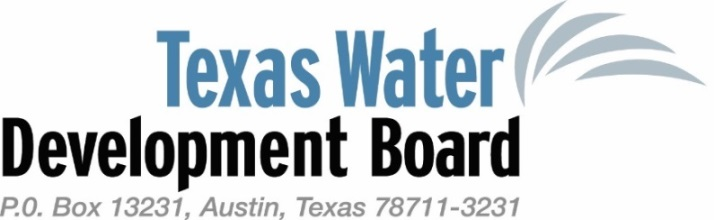 Texas Water
Development Board
P.O. Box 13231, Austin, Texas 78711-3231